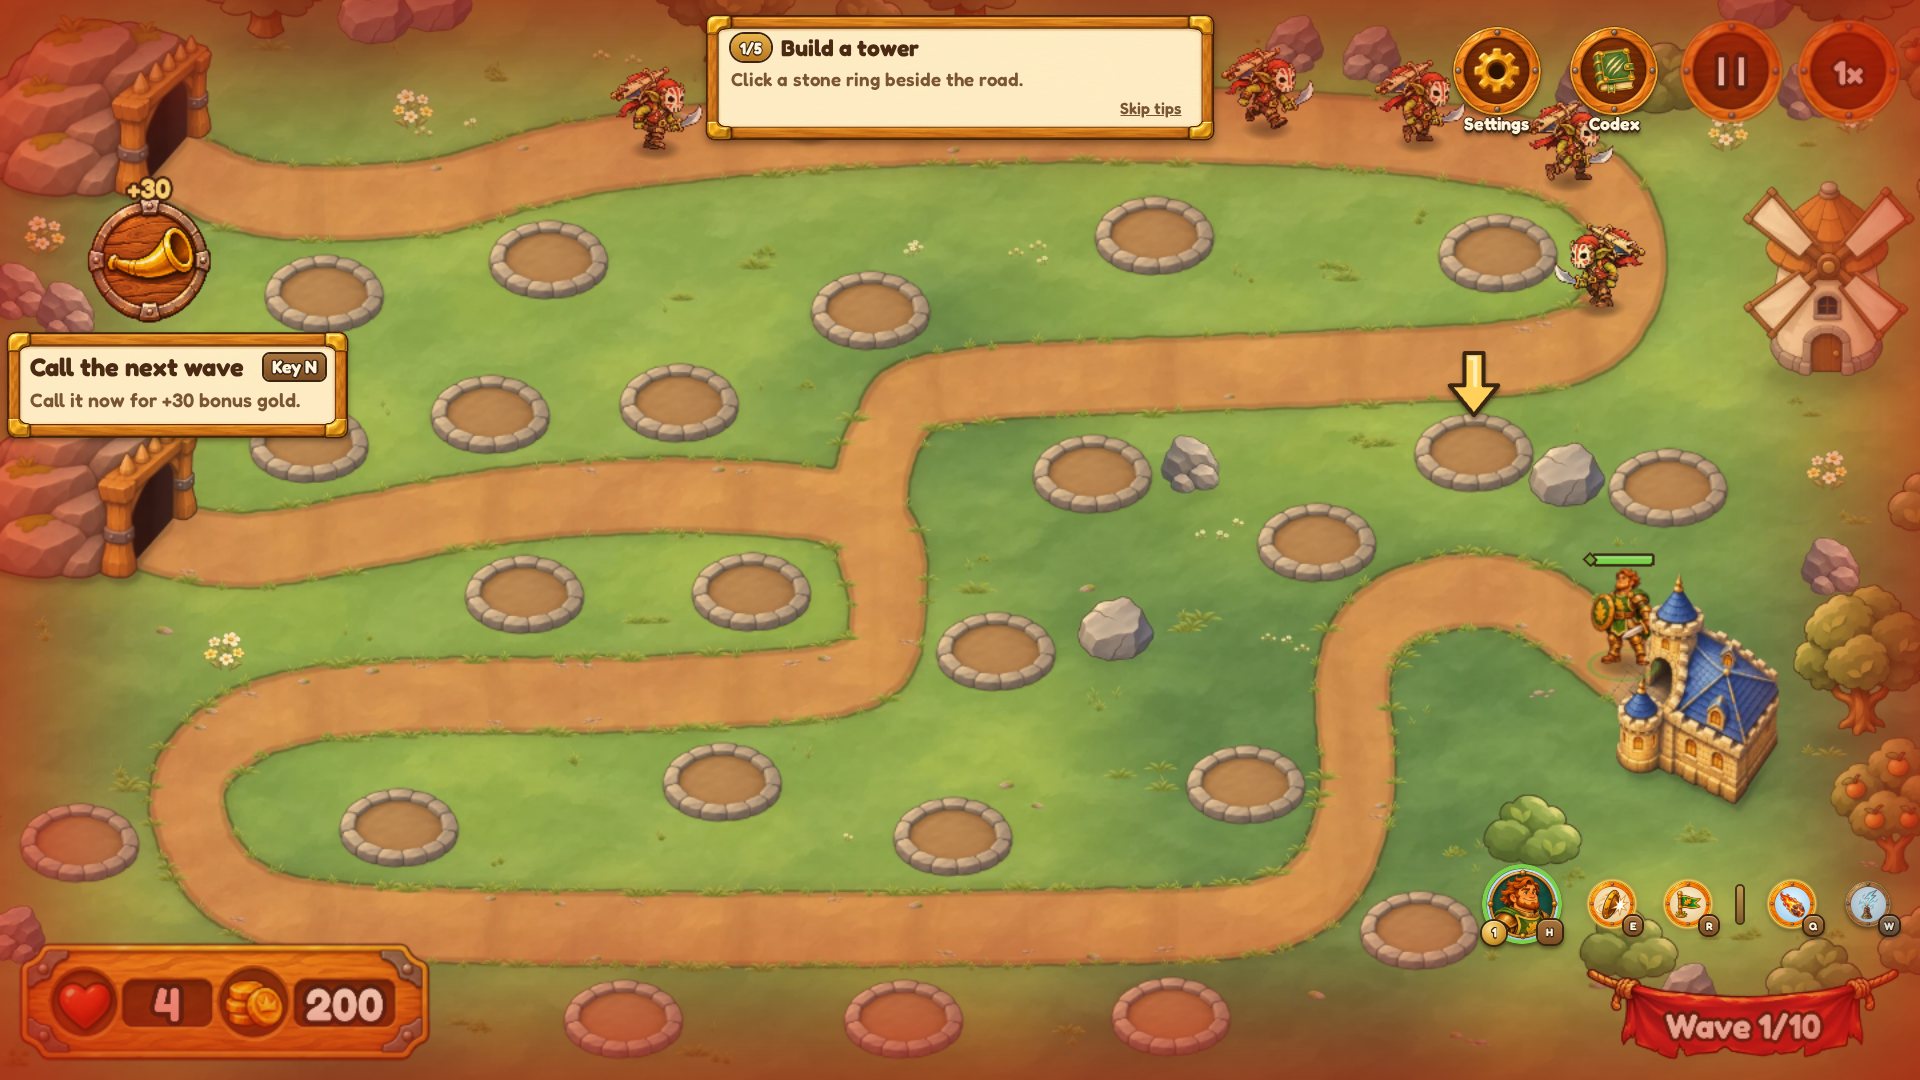 1/5 Build a tower
Click a stone ring beside the road.
Skip tips
Settings
Codex
1x
+30
Call the next wave Key N
Call it now for +30 bonus gold.
1
H
E
R
Q
W
4
200
Wave 1/10